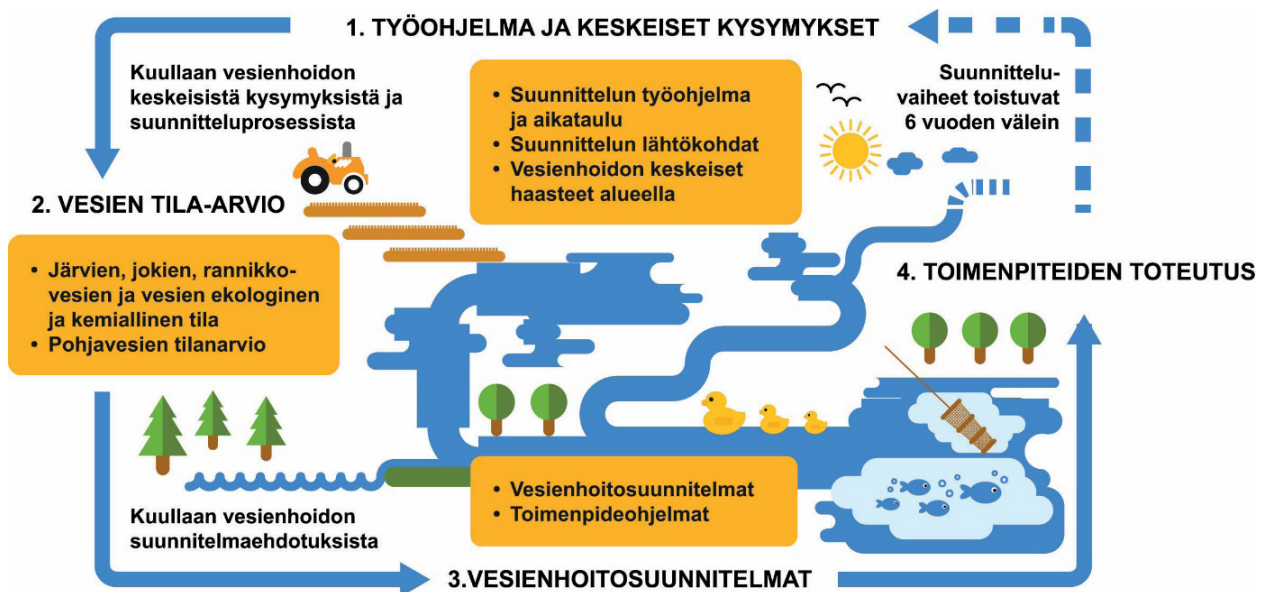 1. TYÖOHJELMA JA KESKEISET KYSYMYKSET
Kuullaan vesienhoidon
keskeisistä kysymyksistä ja
suunnitteluprosessista
• Suunnittelun työohjelma
ja aikataulu
• Suunnittelun lähtökohdat
• Vesienhoidon keskeiset
haasteet alueella
Suunnittelu-
vaiheet toistuvat
6 vuoden välein
2. VESIEN TILA-ARVIO
• Järvien, jokien, rannikko-
vesien ja vesien ekologinen
ja kemiallinen tila
• Pohjavesien tilanarvio
Kuullaan vesienhoidon
suunnitelmaehdotuksista
• Vesienhoitosuunnitelmat
• Toimenpideohjelmat
3.VESIENHOITOSUUNNITELMAT
4. TOIMENPITEIDEN TOTEUTUS